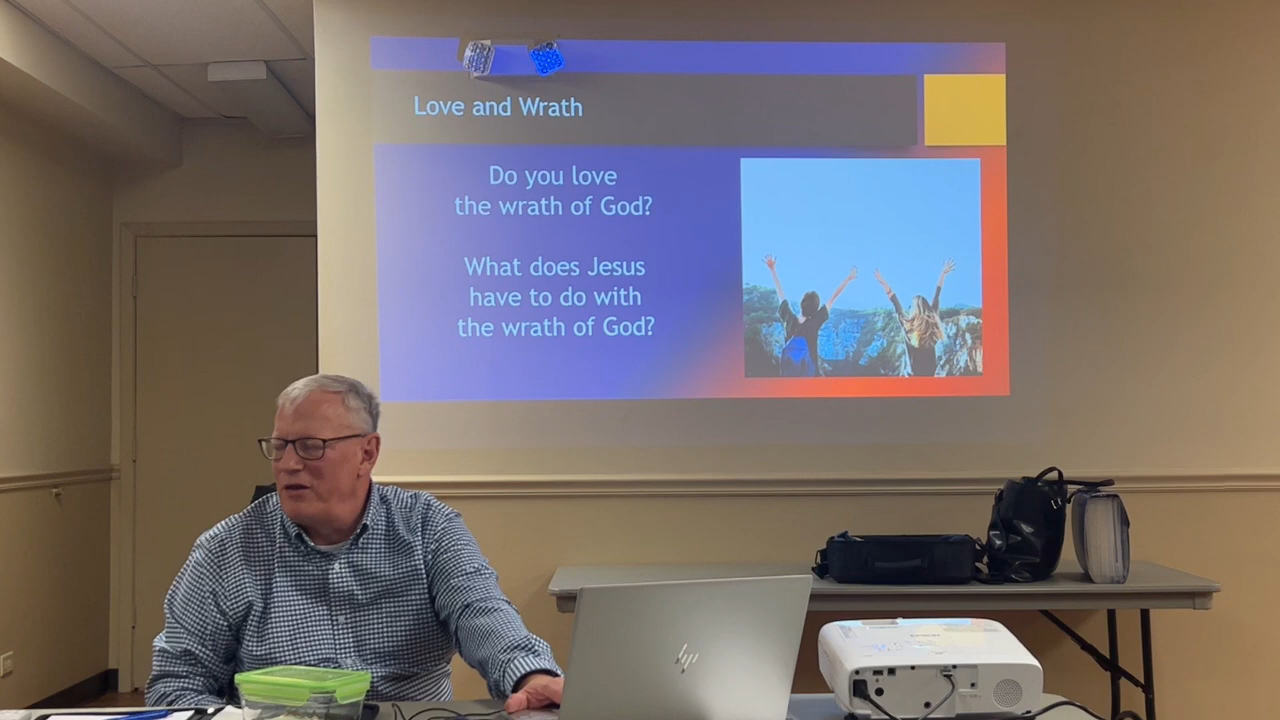 Love and Wrath
Do you love
the wrath of God?
What does Jesus
have to do with
the wrath of God?
hp
EPSON